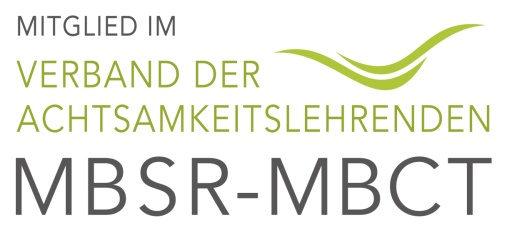 MITGLIED IM
VERBAND DER
ACHTSAMKEITSLEHRENDEN
MBSR-MBCT